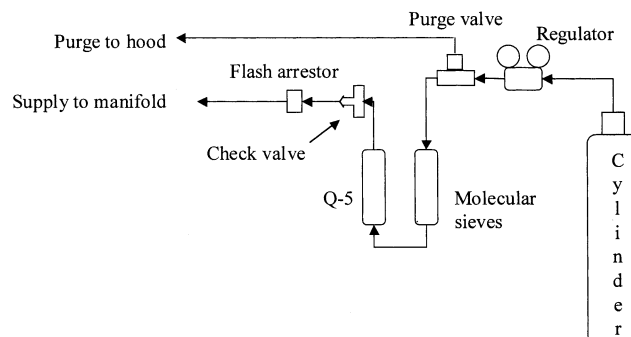 Purge valve
Purge to hood
Regulator
Flash arrestor
Supply to manifold
Check valve
Q-5
Molecular
sieves
C
y
l
i
n
d
e
r